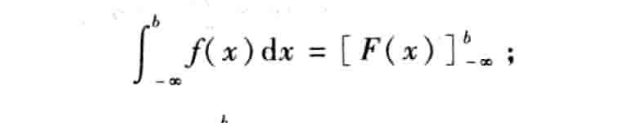 ∫_{-∞}^{b} f(x)dx = [F(x)]_{-∞}^{b};
b